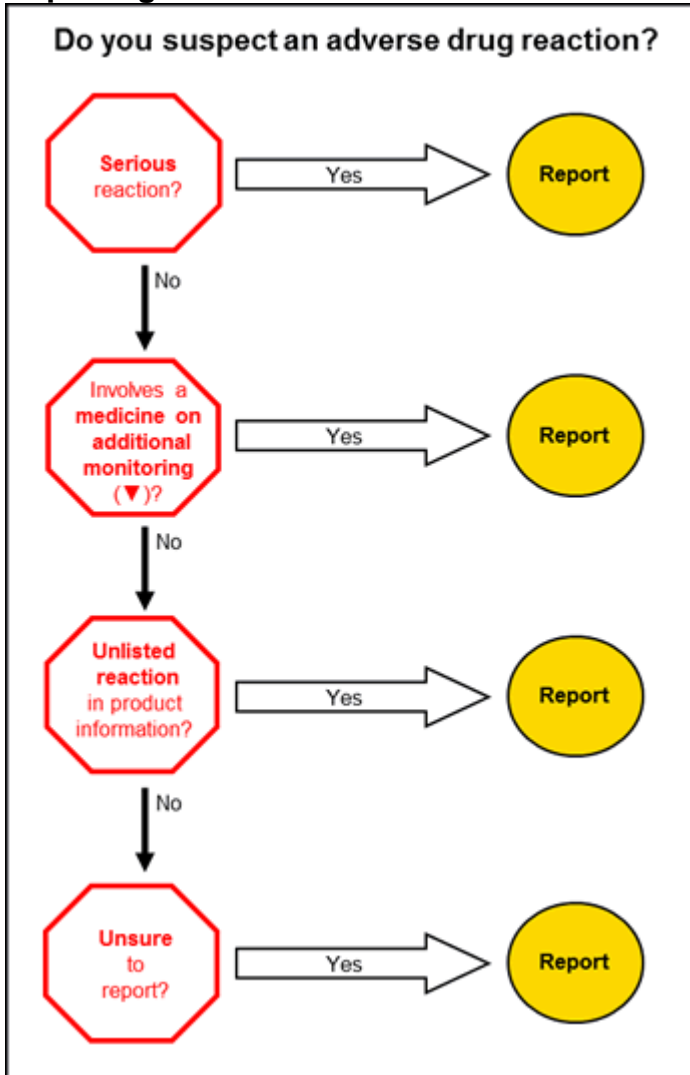 Do you suspect an adverse drug reaction?
Serious
reaction?
Yes
Report
No
Involves a
medicine on
additional
monitoring
(▼)?
Yes
Report
No
Unlisted
reaction
in product
information?
Yes
Report
No
Unsure
to
report?
Yes
Report